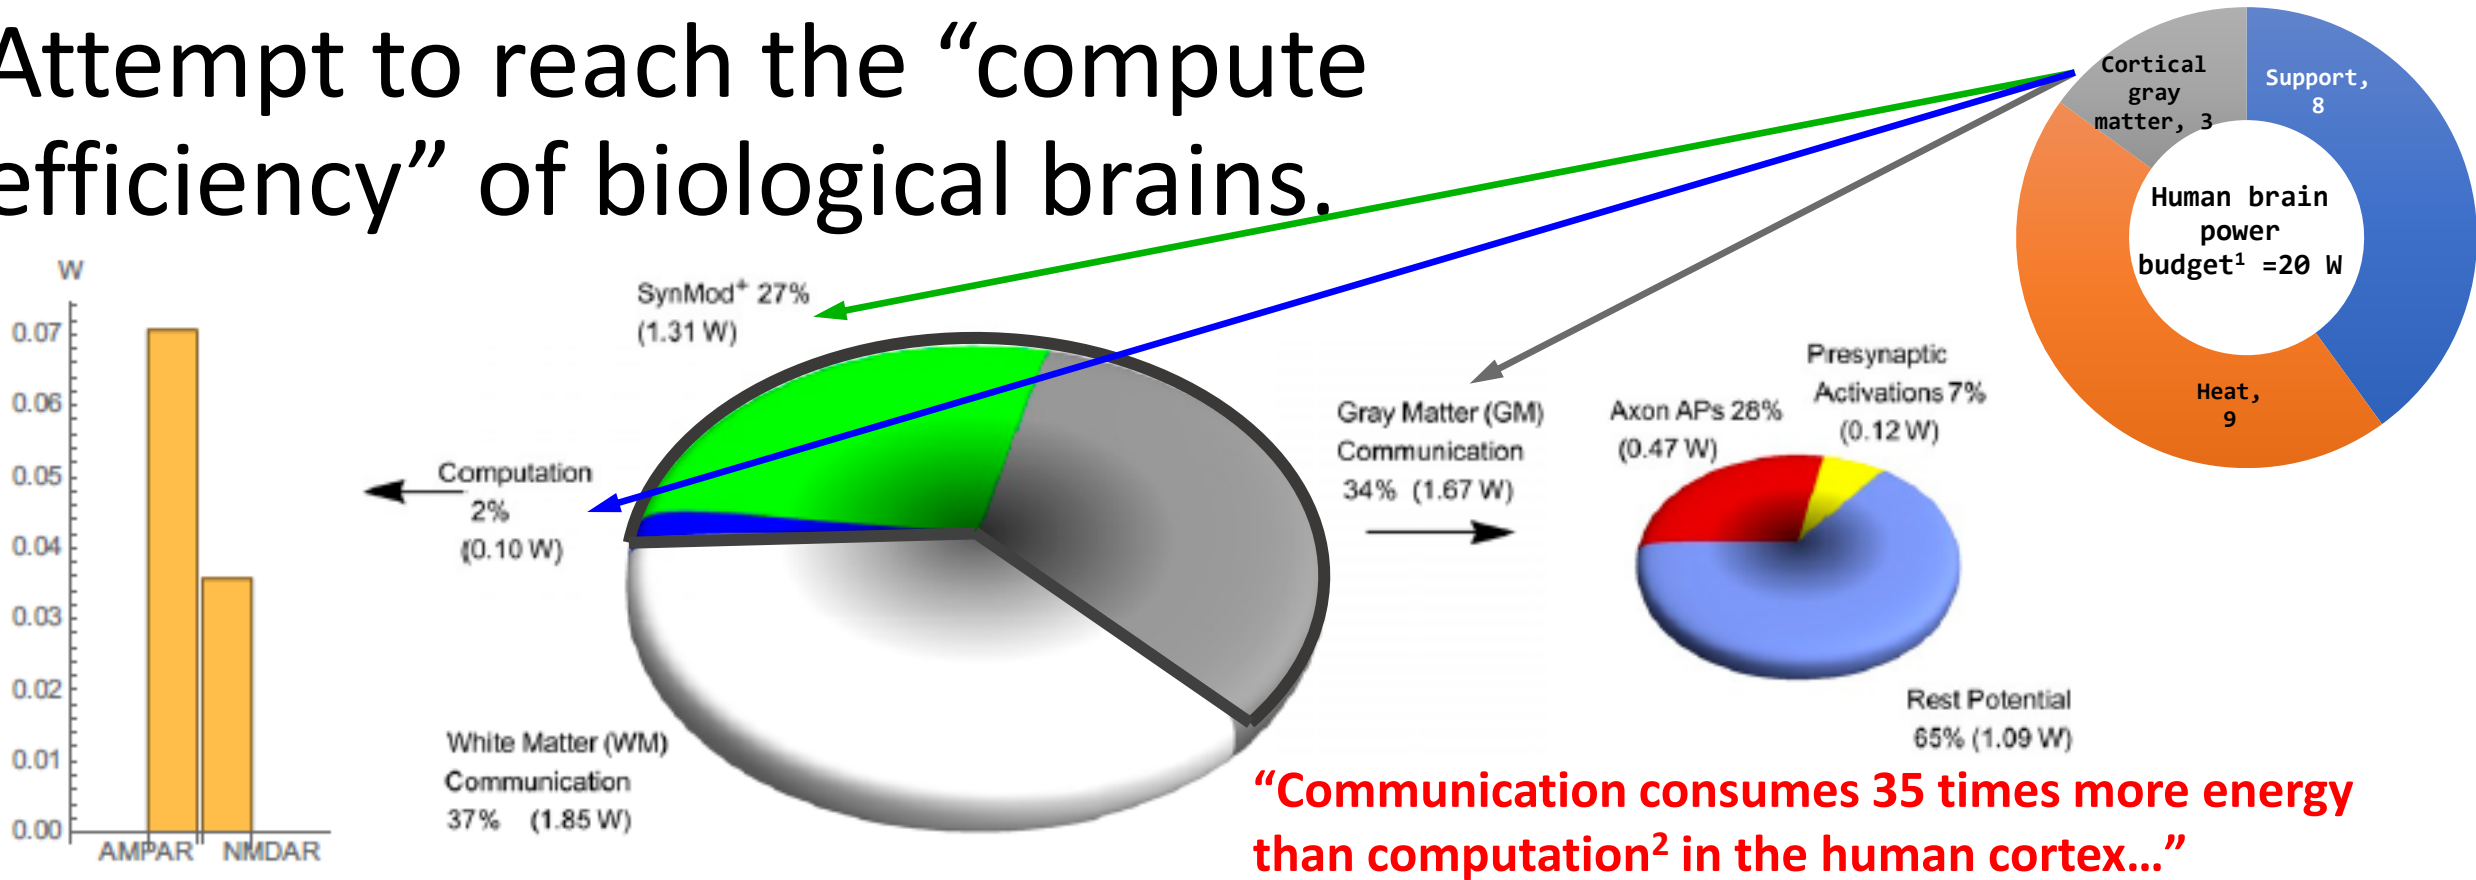 Attempt to reach the “compute
efficiency” of biological brains.
Cortical
gray
matter, 3
Support,
8
Human brain
power
budget¹ =20 W
Heat,
9
W
0.07
0.06
0.05
0.04
0.03
0.02
0.01
0.00
AMPAR NMDAR
SynMod⁺ 27%
(1.31 W)
Computation
2%
(0.10 W)
White Matter (WM)
Communication
37% (1.85 W)
Gray Matter (GM)
Communication
34% (1.67 W)
Axon APs 28%
(0.47 W)
Presynaptic
Activations 7%
(0.12 W)
Rest Potential
65% (1.09 W)
“Communication consumes 35 times more energy
than computation² in the human cortex...”